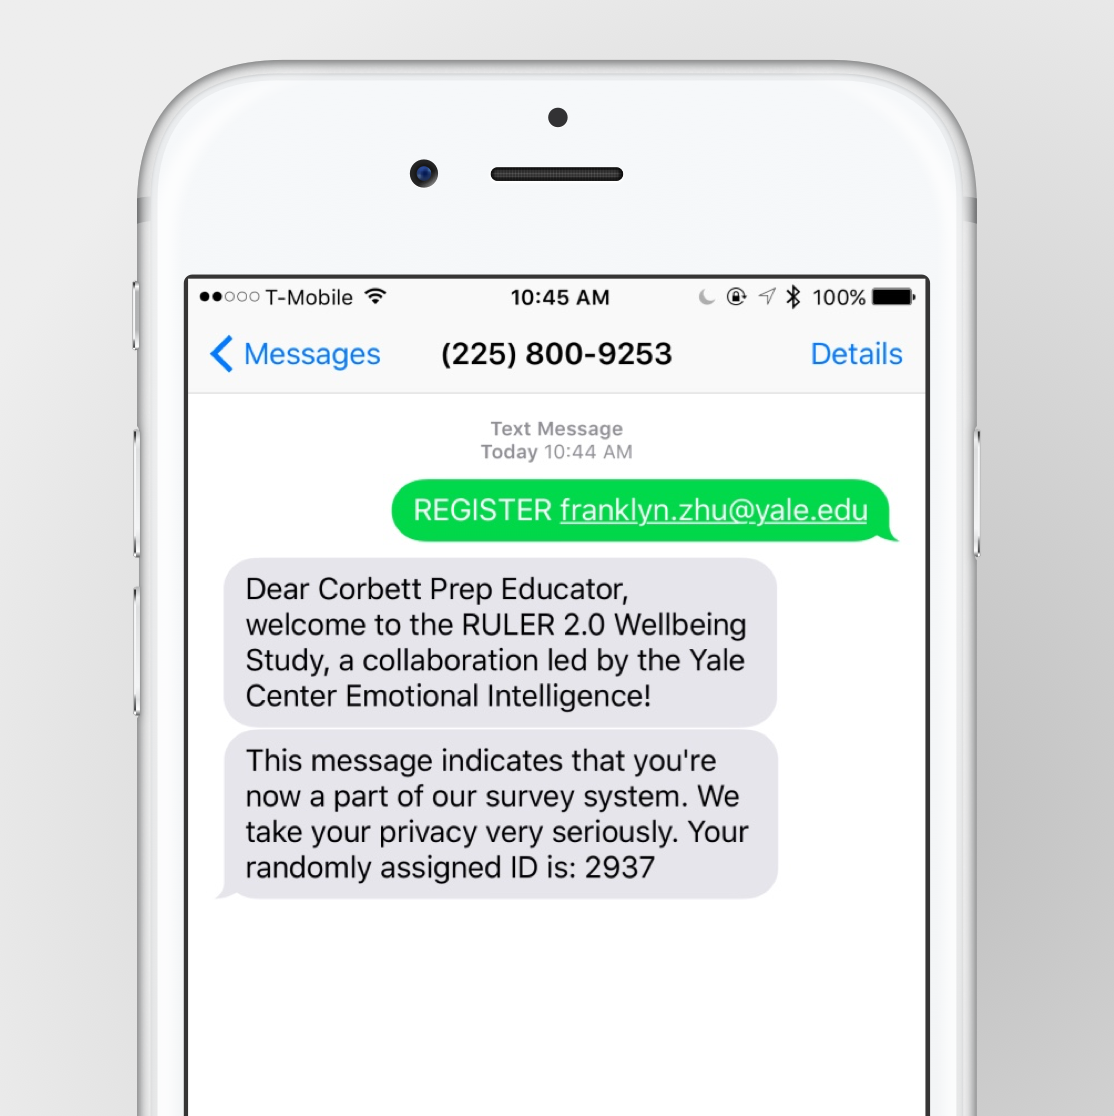 T-Mobile 10:45 AM 100%
Messages (225) 800-9253 Details
Text Message
Today 10:44 AM
REGISTER franklyn.zhu@yale.edu
Dear Corbett Prep Educator,
welcome to the RULER 2.0 Wellbeing
Study, a collaboration led by the Yale
Center Emotional Intelligence!
This message indicates that you're
now a part of our survey system. We
take your privacy very seriously. Your
randomly assigned ID is: 2937